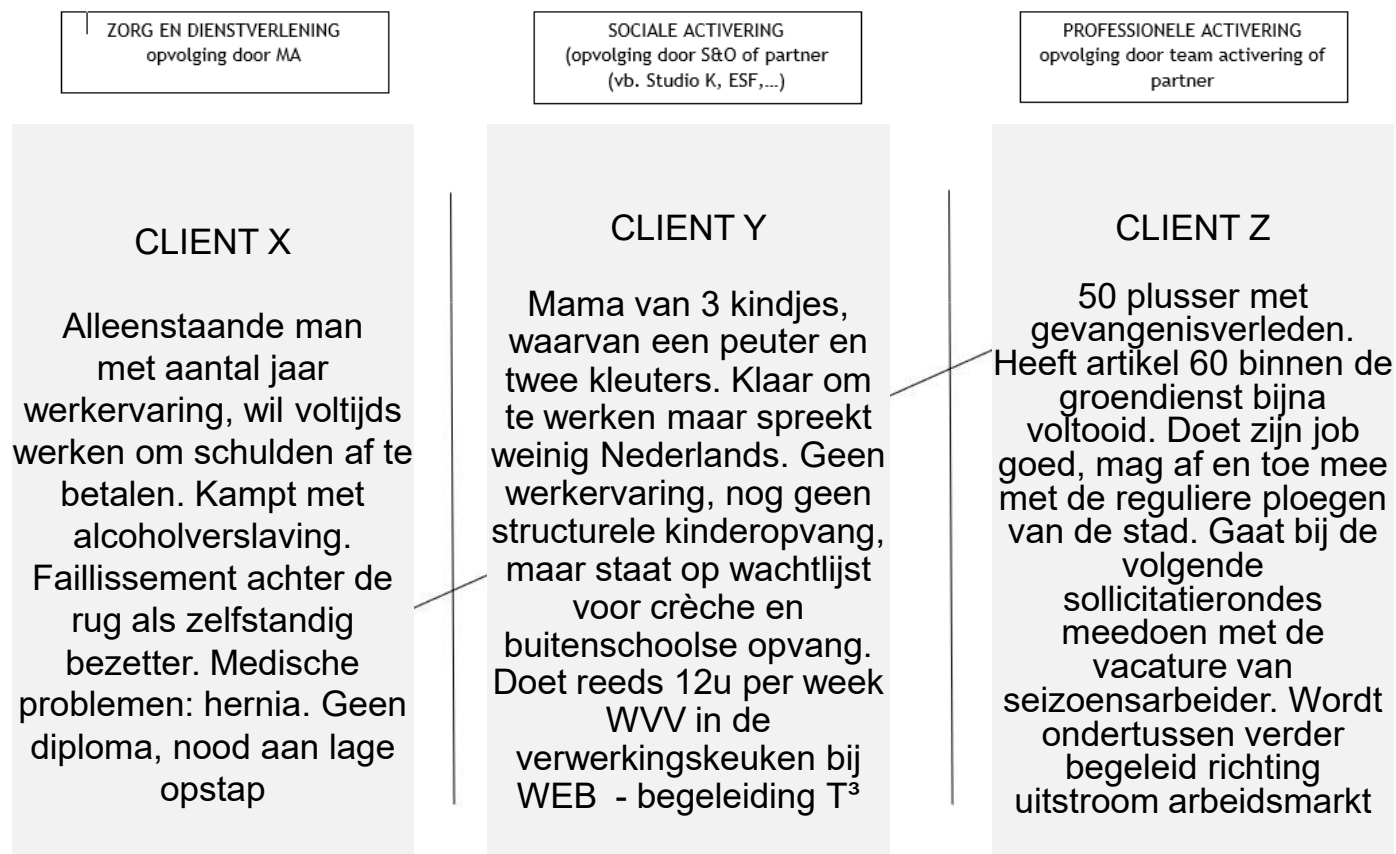 ZORG EN DIENSTVERLENING
opvolging door MA
SOCIALE ACTIVERING
(opvolging door S&O of partner
(vb. Studio K, ESF,…)
PROFESSIONELE ACTIVERING
opvolging door team activering of
partner
CLIENT X
Alleenstaande man
met aantal jaar
werkervaring, wil voltijds
werken om schulden af te
betalen. Kampt met
alcoholverslaving.
Faillissement achter de
rug als zelfstandig
bezetter. Medische
problemen: hernia. Geen
diploma, nood aan lage
opstap
CLIENT Y
Mama van 3 kindjes,
waarvan een peuter en
twee kleuters. Klaar om
te werken maar spreekt
weinig Nederlands. Geen
werkervaring, nog geen
structurele kinderopvang,
maar staat op wachtlijst
voor crèche en
buitenschoolse opvang.
Doet reeds 12u per week
WVV in de
verwerkingskeuken bij
WEB - begeleiding T³
CLIENT Z
50 plusser met
gevangenisverleden.
Heeft artikel 60 binnen de
groendienst bijna
voltooid. Doet zijn job
goed, mag af en toe mee
met de reguliere ploegen
van de stad. Gaat bij de
volgende
sollicitatierondes
meedoen met de
vacature van
seizoensarbeider. Wordt
ondertussen verder
begeleid richting
uitstroom arbeidsmarkt